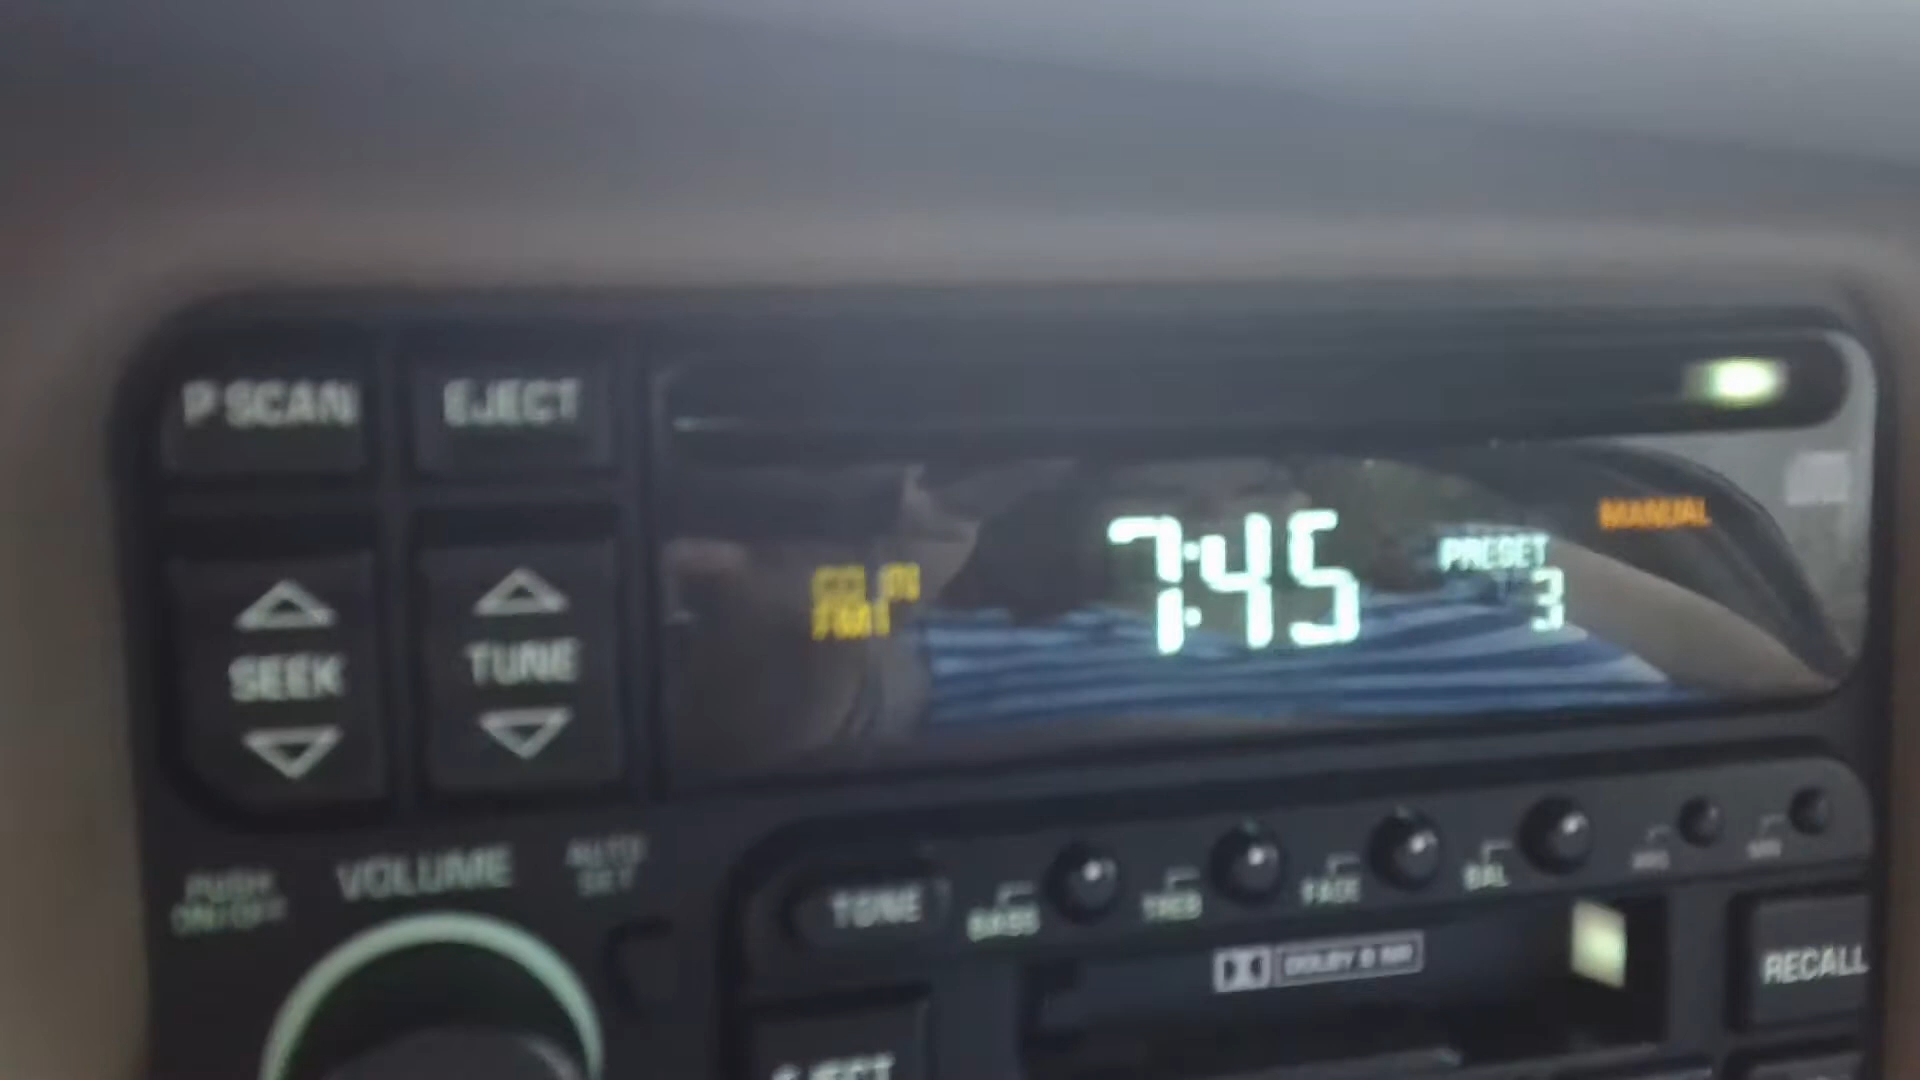 P SCAN
EJECT
MANUAL
7:45
PRESET
3
FM1
SEEK
TUNE
PUSH
ON/OFF
VOLUME
AUTO
SET
TONE
BASS
TREB
FADE
BAL
DOLBY B NR
RECALL
EJECT